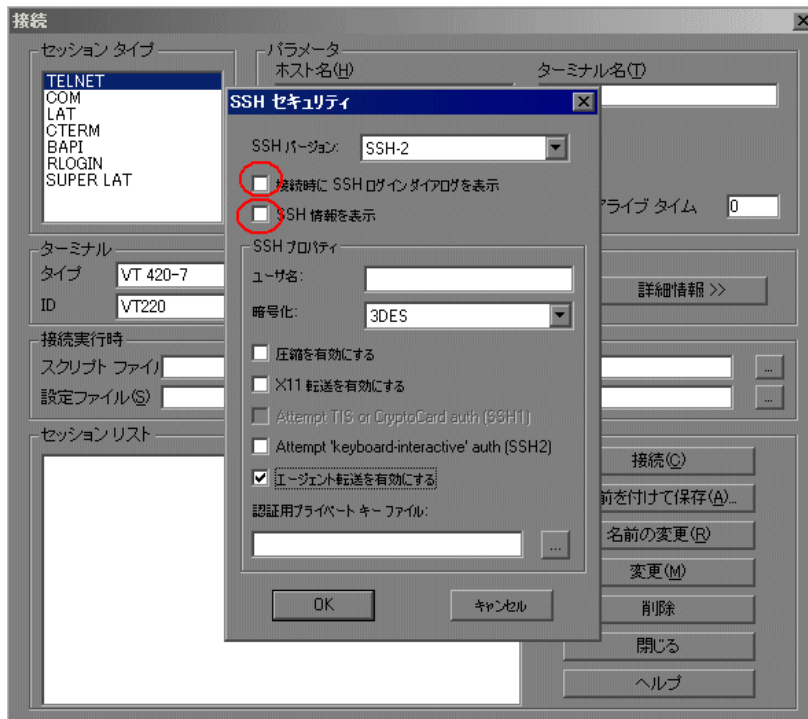 接続
セッション タイプ
TELNET
COM
LAT
CTERM
BAPI
RLOGIN
SUPER LAT
パラメータ
ホスト名(H)
ターミナル名(T)
ライブ タイム
0
ターミナル
タイプ
VT 420-7
ID
VT220
詳細情報 >>
接続実行時
スクリプト ファイ
...
設定ファイル(S)
...
セッション リスト
接続(C)
前を付けて保存(A)...
名前の変更(R)
変更(M)
削除
閉じる
ヘルプ
SSH セキュリティ
SSH バージョン:
SSH-2
接続時に SSH ログイン ダイアログを表示
SSH 情報を表示
SSH プロパティ
ユーザ名:
暗号化:
3DES
圧縮を有効にする
X11 転送を有効にする
Attempt TIS or CryptoCard auth (SSH1)
Attempt 'keyboard-interactive' auth (SSH2)
エージェント転送を有効にする
認証用プライベート キー ファイル:
...
OK
キャンセル